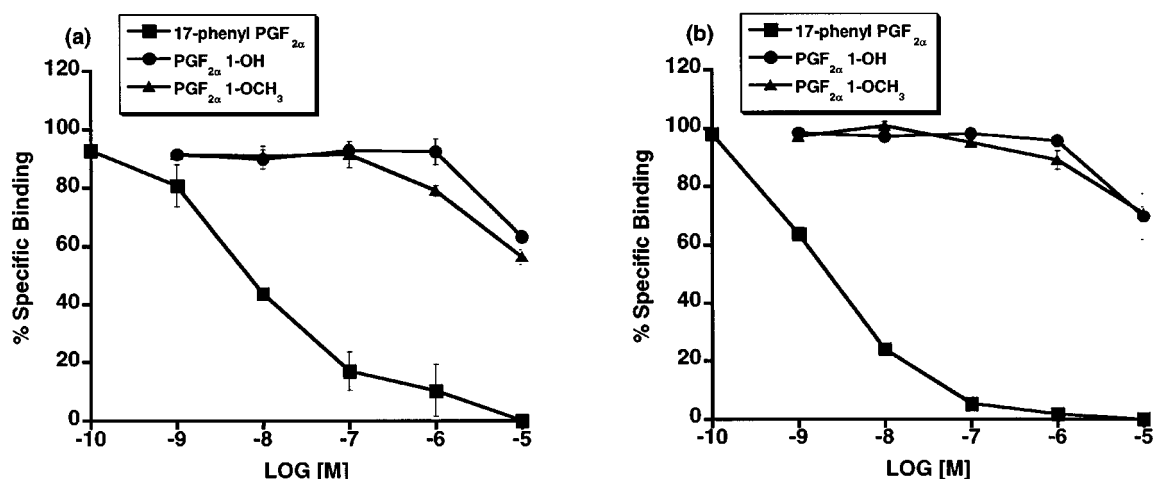 (a)
17-phenyl PGF2α
PGF2α 1-OH
PGF2α 1-OCH3
120
100
80
60
40
20
0
% Specific Binding
-10 -9 -8 -7 -6 -5
LOG [M]
(b)
17-phenyl PGF2α
PGF2α 1-OH
PGF2α 1-OCH3
120
100
80
60
40
20
0
% Specific Binding
-10 -9 -8 -7 -6 -5
LOG [M]